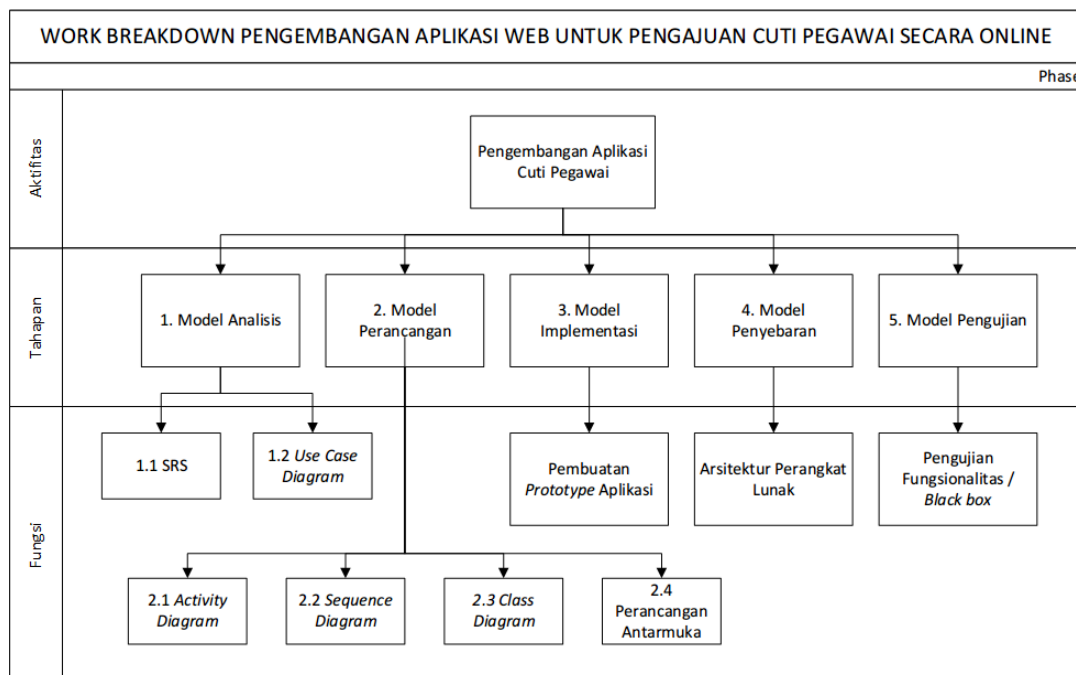 WORK BREAKDOWN PENGEMBANGAN APLIKASI WEB UNTUK PENGAJUAN CUTI PEGAWAI SECARA ONLINE
Phase
Aktifitas
Pengembangan Aplikasi
Cuti Pegawai
Tahapan
1. Model Analisis
2. Model
Perancangan
3. Model
Implementasi
4. Model
Penyebaran
5. Model Pengujian
Fungsi
1.1 SRS
1.2 Use Case
Diagram
Pembuatan
Prototype Aplikasi
Arsitektur Perangkat
Lunak
Pengujian
Fungsionalitas /
Black box
2.1 Activity
Diagram
2.2 Sequence
Diagram
2.3 Class
Diagram
2.4
Perancangan
Antarmuka